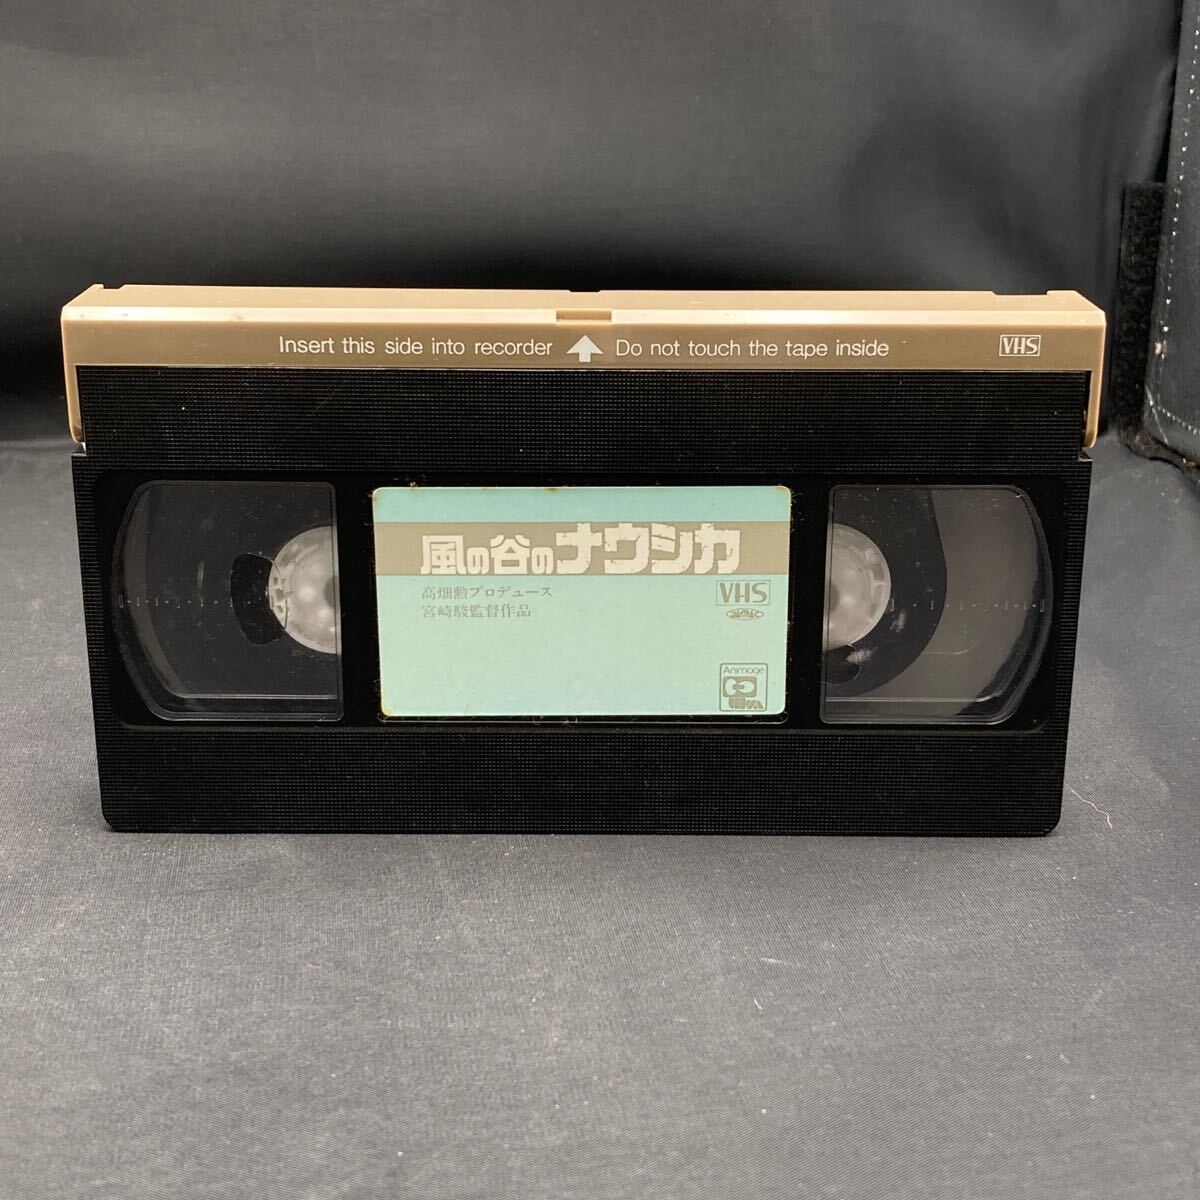 Insert this side into recorder Do not touch the tape inside VHS
風の谷のナウシカ
高畑勲プロデュース
宮崎駿監督作品
VHS
Animage